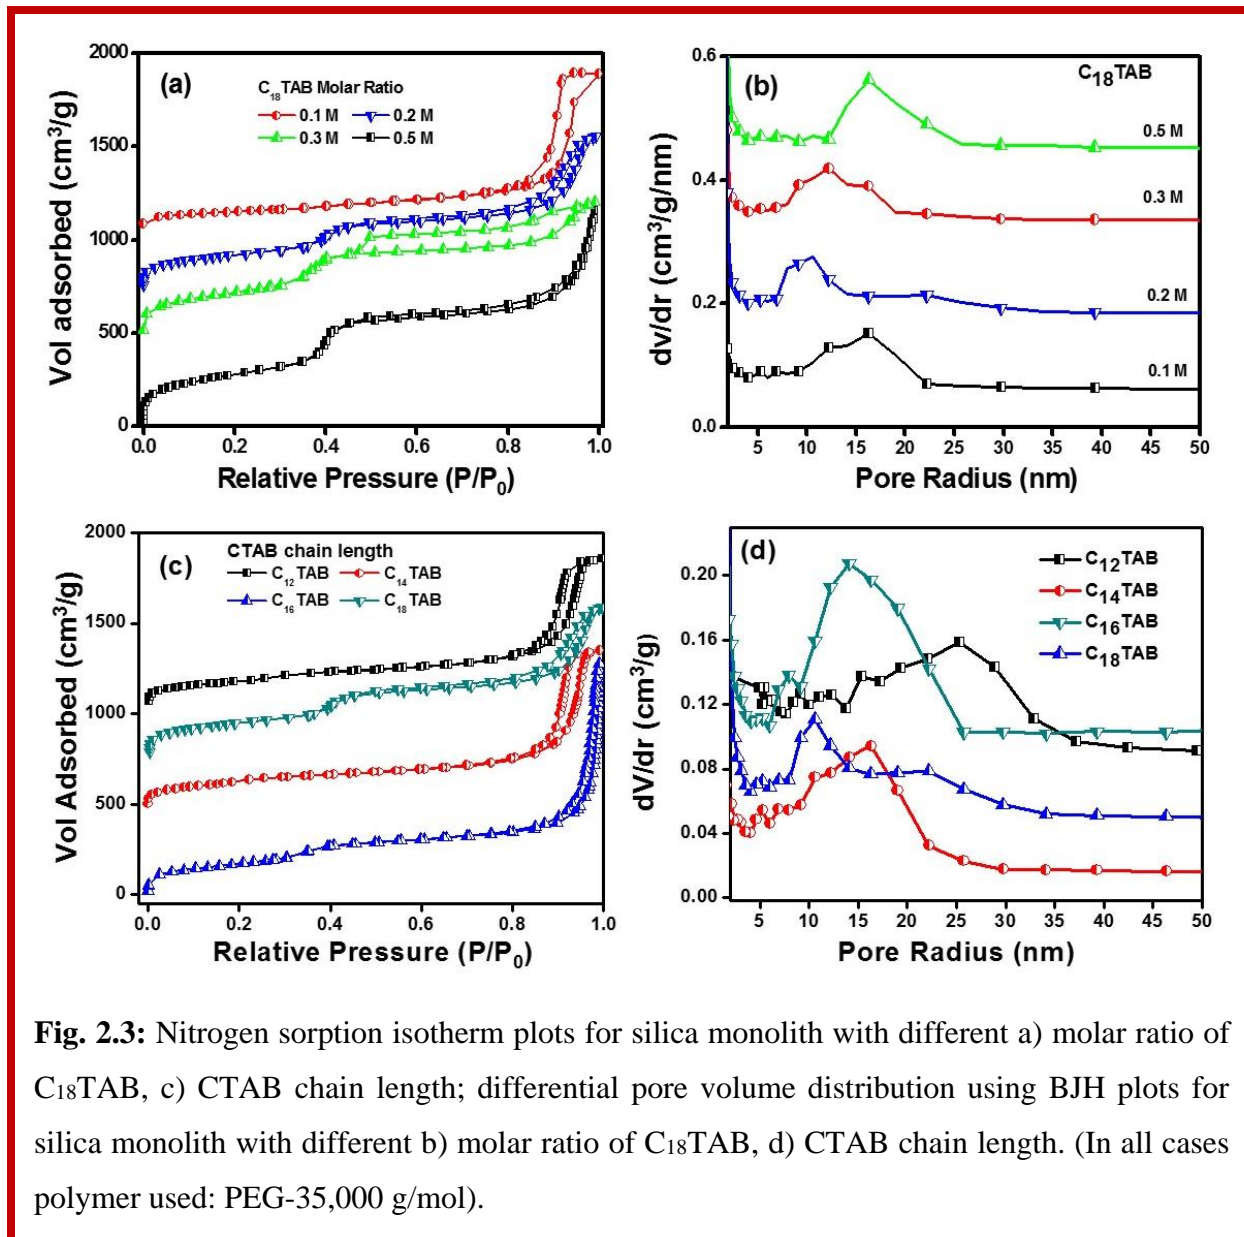 (a)
C18TAB Molar Ratio
0.1 M 0.2 M
0.3 M 0.5 M
2000
1500
1000
500
0
Vol adsorbed (cm³/g)
0.0 0.2 0.4 0.6 0.8 1.0
Relative Pressure (P/P0)
(b)
C18TAB
0.5 M
0.3 M
0.2 M
0.1 M
0.6
0.4
0.2
0.0
dv/dr (cm³/g/nm)
5 10 15 20 25 30 35 40 45 50
Pore Radius (nm)
(c)
CTAB chain length
C12TAB C14TAB
C16TAB C18TAB
2000
1500
1000
500
0
Vol Adsorbed (cm³/g)
0.0 0.2 0.4 0.6 0.8 1.0
Relative Pressure (P/P0)
(d)
C12TAB
C14TAB
C16TAB
C18TAB
0.20
0.16
0.12
0.08
0.04
0.00
dV/dr (cm³/g)
5 10 15 20 25 30 35 40 45 50
Pore Radius (nm)
Fig. 2.3: Nitrogen sorption isotherm plots for silica monolith with different a) molar ratio of
C18TAB, c) CTAB chain length; differential pore volume distribution using BJH plots for
silica monolith with different b) molar ratio of C18TAB, d) CTAB chain length. (In all cases
polymer used: PEG-35,000 g/mol).